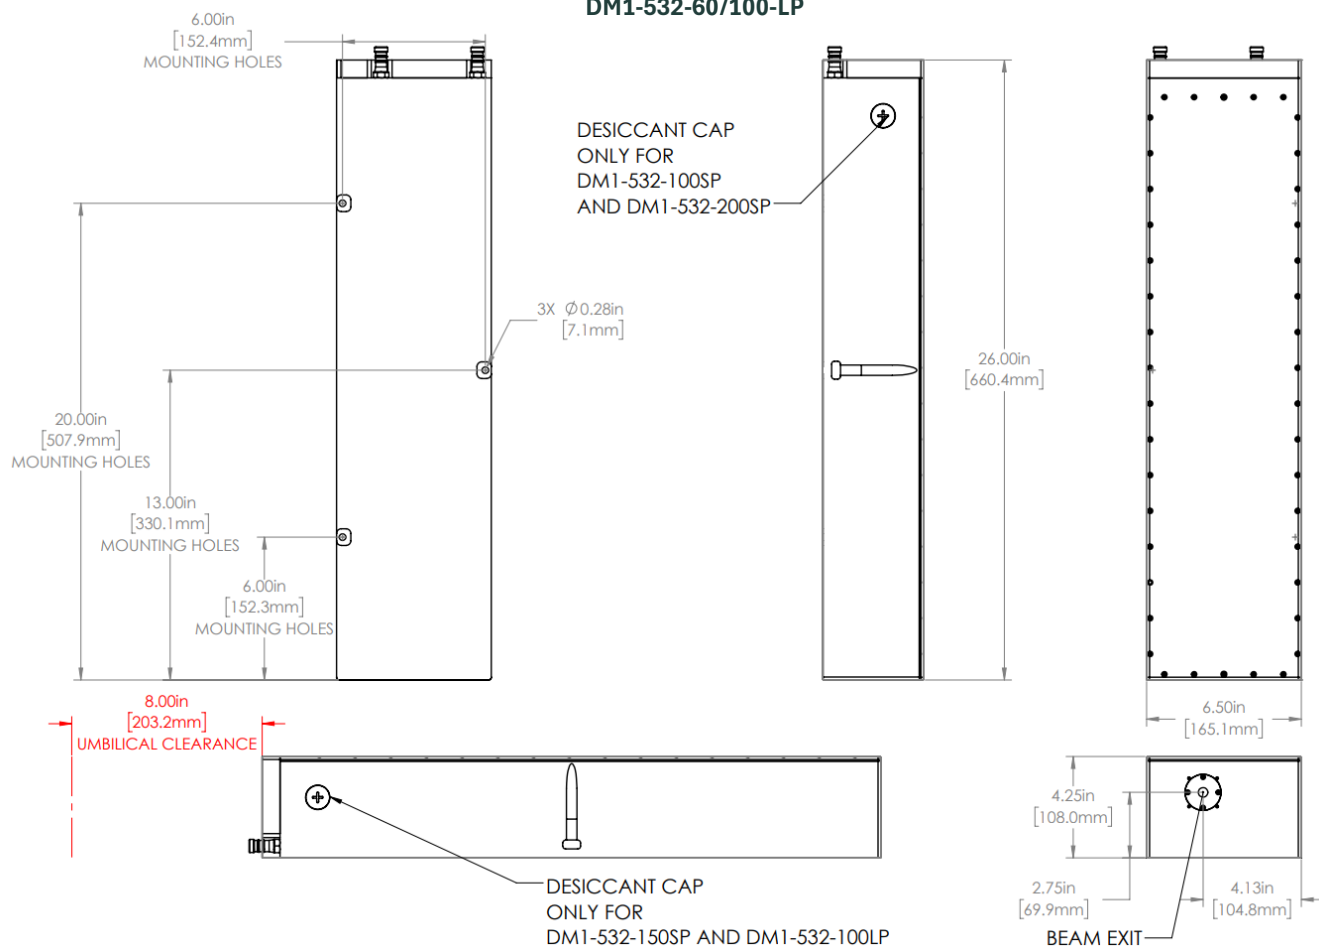 DM1-532-60/100-LP
6.00in
[152.4mm]
MOUNTING HOLES
DESICCANT CAP
ONLY FOR
DM1-532-100SP
AND DM1-532-200SP
3X Ø0.28in
[7.1mm]
26.00in
[660.4mm]
20.00in
[507.9mm]
MOUNTING HOLES
13.00in
[330.1mm]
MOUNTING HOLES
6.00in
[152.3mm]
MOUNTING HOLES
8.00in
[203.2mm]
UMBILICAL CLEARANCE
6.50in
[165.1mm]
4.25in
[108.0mm]
2.75in
[69.9mm]
4.13in
[104.8mm]
DESICCANT CAP
ONLY FOR
DM1-532-150SP AND DM1-532-100LP
BEAM EXIT